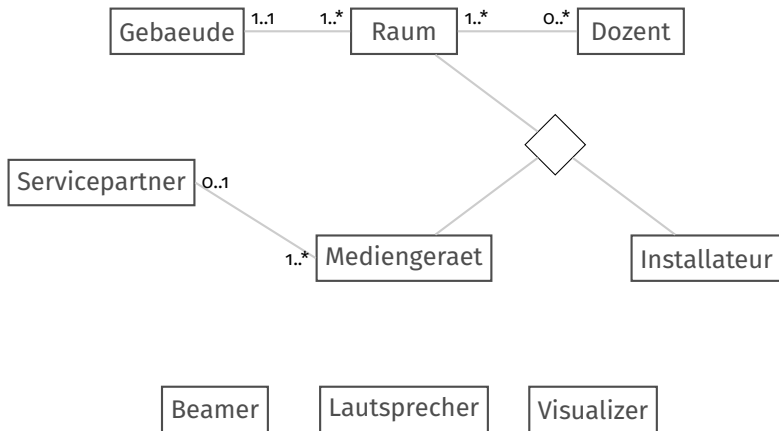 Gebaeude 1..1 1..* Raum 1..* 0..* Dozent
Servicepartner 0..1
1..* Mediengeraet Installateur
Beamer Lautsprecher Visualizer